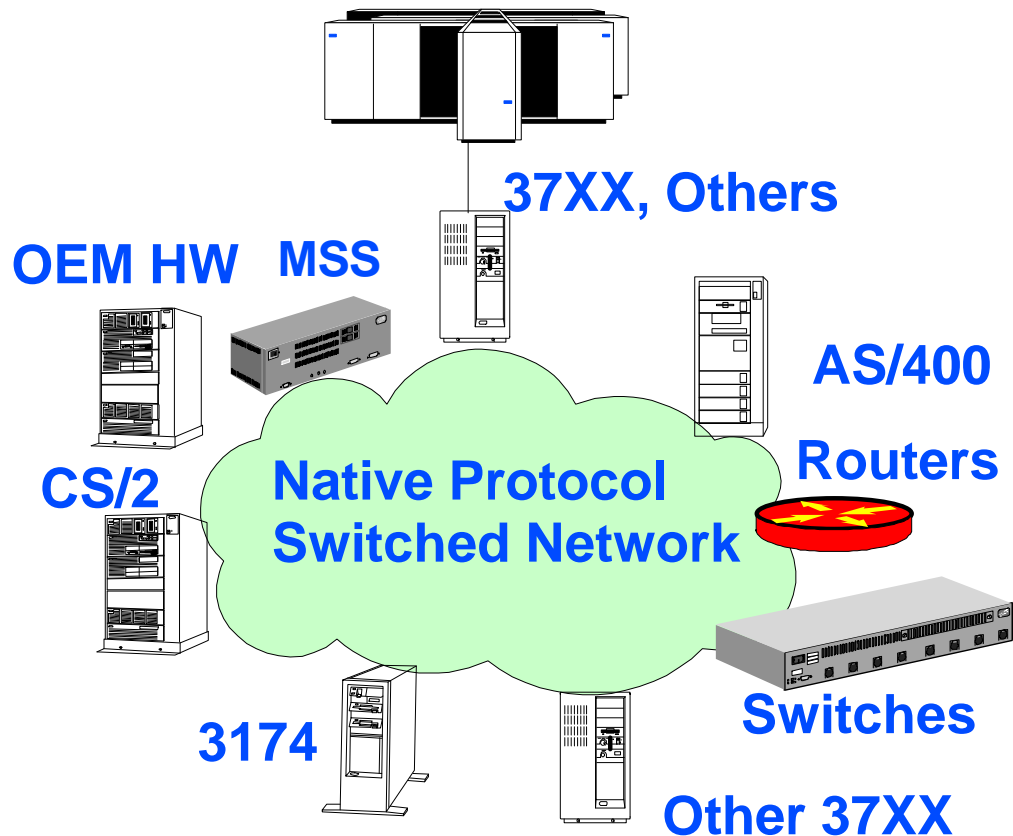 37XX, Others
OEM HW
MSS
AS/400
Routers
CS/2
Native Protocol
Switched Network
Switches
3174
Other 37XX